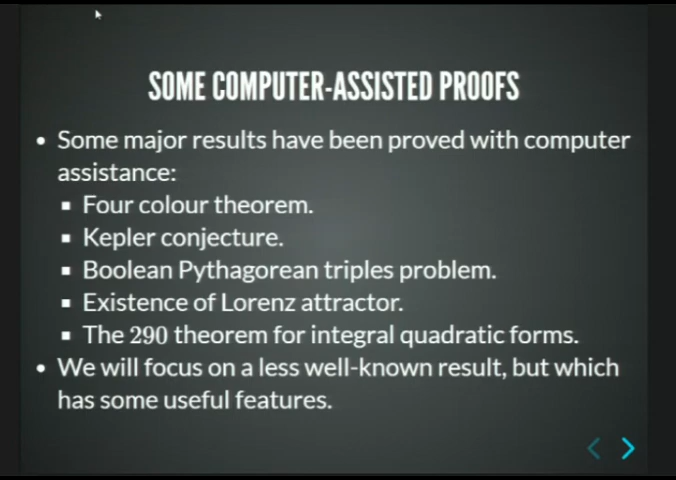 SOME COMPUTER-ASSISTED PROOFS
• Some major results have been proved with computer
assistance:
▪ Four colour theorem.
▪ Kepler conjecture.
▪ Boolean Pythagorean triples problem.
▪ Existence of Lorenz attractor.
▪ The 290 theorem for integral quadratic forms.
• We will focus on a less well-known result, but which
has some useful features.